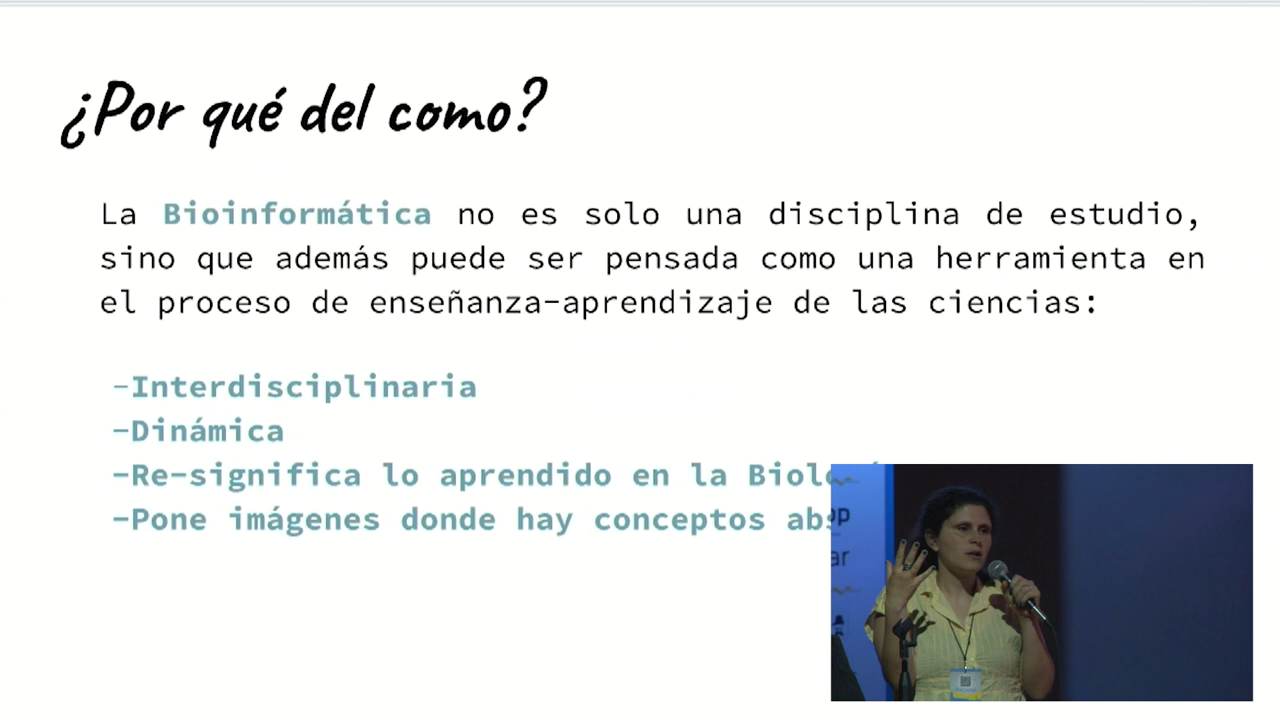 ¿Por qué del como?
La Bioinformática no es solo una disciplina de estudio,
sino que además puede ser pensada como una herramienta en
el proceso de enseñanza-aprendizaje de las ciencias:
-Interdisciplinaria
-Dinámica
-Re-significa lo aprendido en la
-Pone imágenes donde hay conceptos